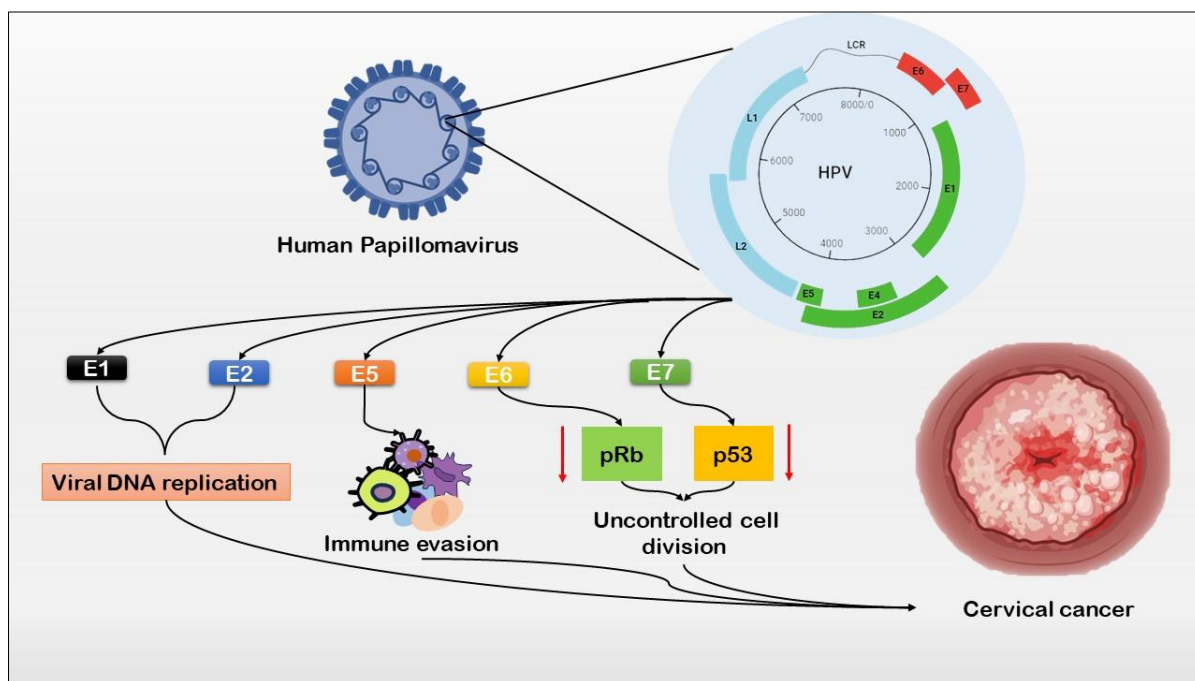 LCR
E6
E7
L1
8000/0
7000
1000
6000
HPV
E1
2000
Human Papillomavirus
L2
5000
3000
4000
E5
E4
E2
E1
E2
E5
E6
E7
pRb
p53
Viral DNA replication
Immune evasion
Uncontrolled cell
division
Cervical cancer